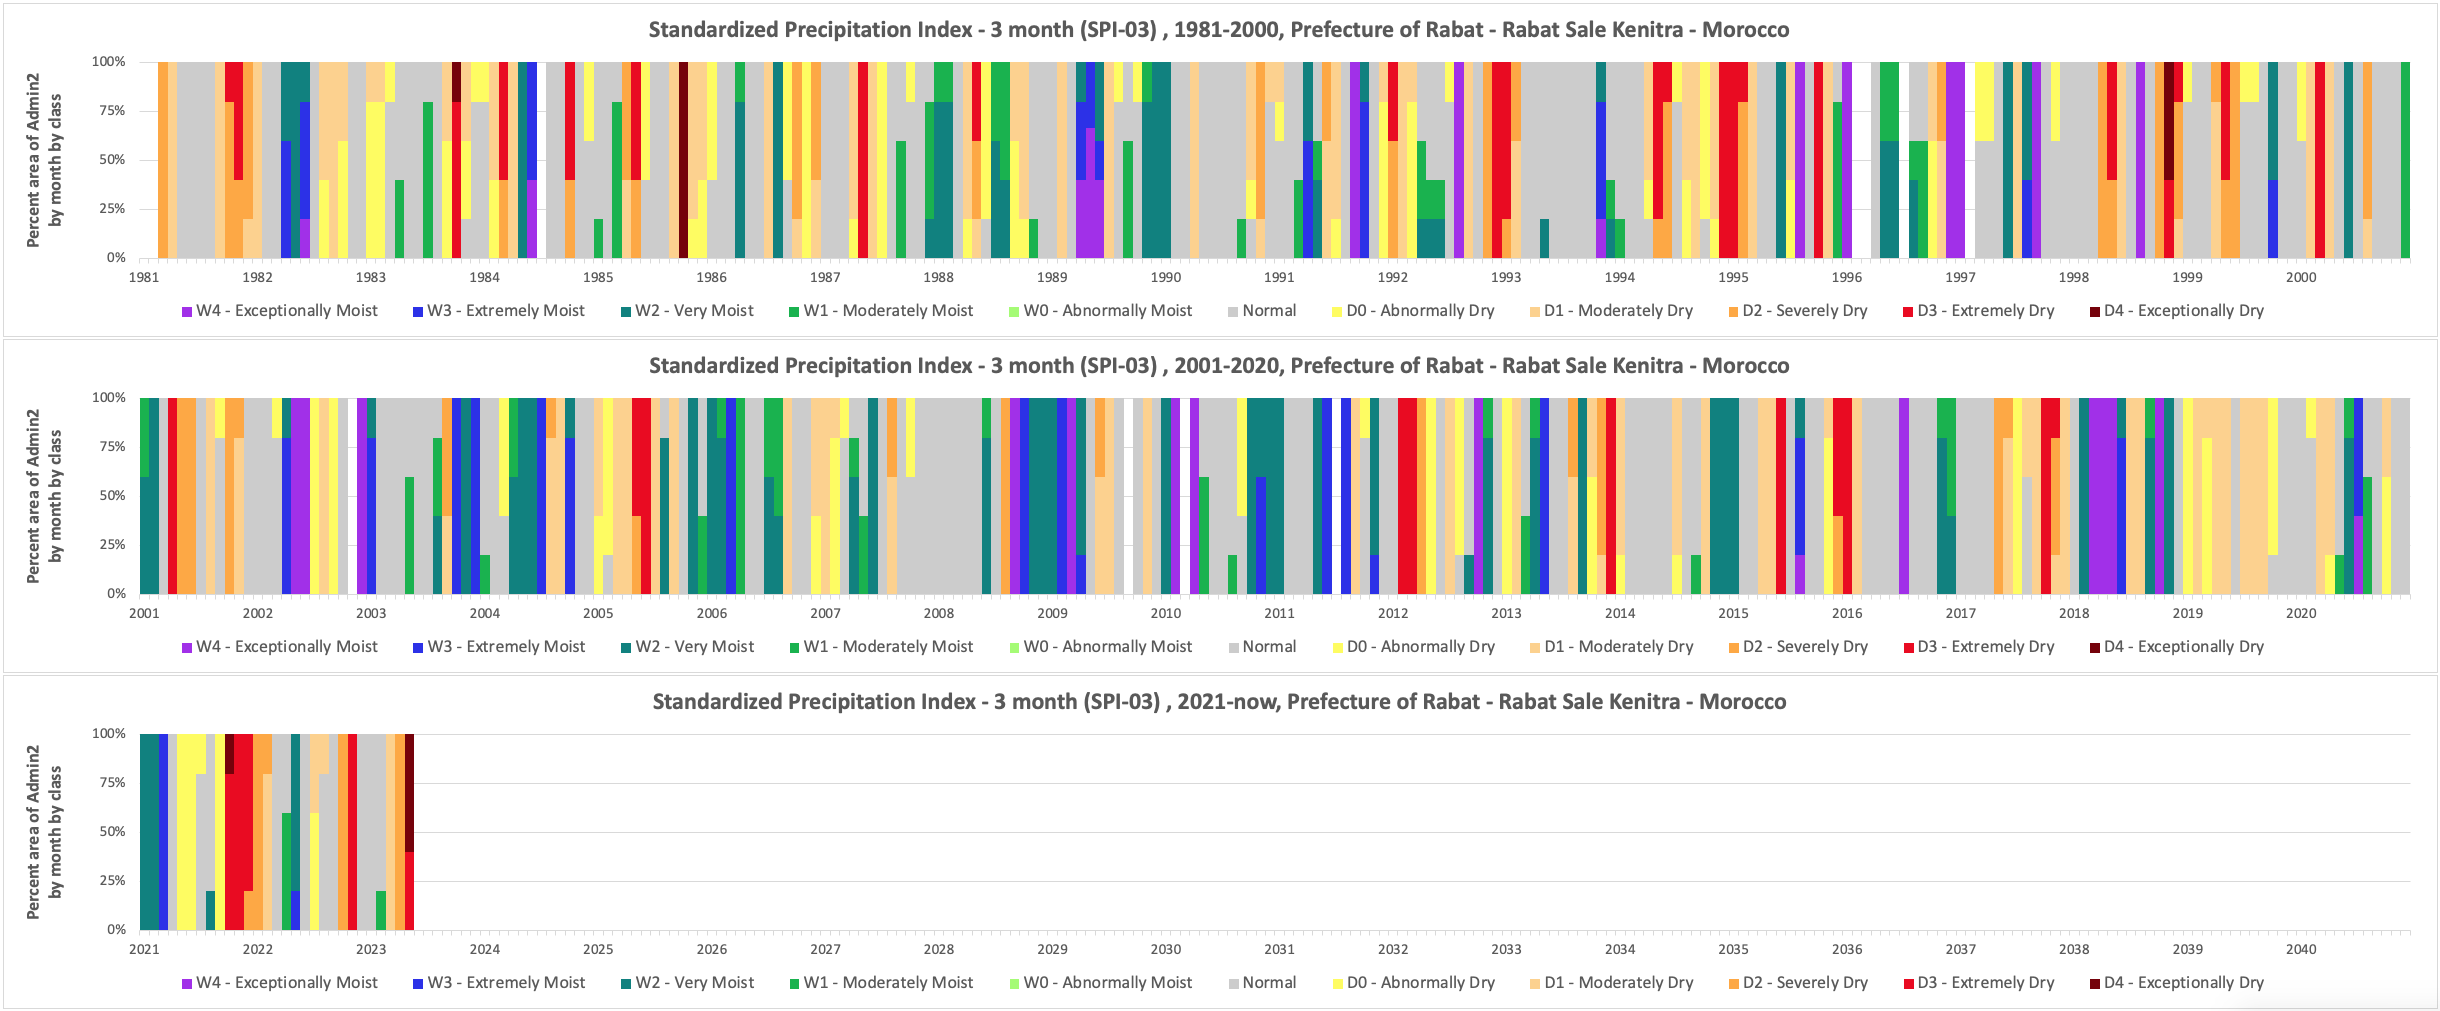 Standardized Precipitation Index - 3 month (SPI-03) , 1981-2000, Prefecture of Rabat - Rabat Sale Kenitra - Morocco
Percent area of Admin2
by month by class
100%
75%
50%
25%
0%
1981 1982 1983 1984 1985 1986 1987 1988 1989 1990 1991 1992 1993 1994 1995 1996 1997 1998 1999 2000
W4 - Exceptionally Moist W3 - Extremely Moist W2 - Very Moist W1 - Moderately Moist W0 - Abnormally Moist Normal D0 - Abnormally Dry D1 - Moderately Dry D2 - Severely Dry D3 - Extremely Dry D4 - Exceptionally Dry
Standardized Precipitation Index - 3 month (SPI-03) , 2001-2020, Prefecture of Rabat - Rabat Sale Kenitra - Morocco
Percent area of Admin2
by month by class
100%
75%
50%
25%
0%
2001 2002 2003 2004 2005 2006 2007 2008 2009 2010 2011 2012 2013 2014 2015 2016 2017 2018 2019 2020
W4 - Exceptionally Moist W3 - Extremely Moist W2 - Very Moist W1 - Moderately Moist W0 - Abnormally Moist Normal D0 - Abnormally Dry D1 - Moderately Dry D2 - Severely Dry D3 - Extremely Dry D4 - Exceptionally Dry
Standardized Precipitation Index - 3 month (SPI-03) , 2021-now, Prefecture of Rabat - Rabat Sale Kenitra - Morocco
Percent area of Admin2
by month by class
100%
75%
50%
25%
0%
2021 2022 2023 2024 2025 2026 2027 2028 2029 2030 2031 2032 2033 2034 2035 2036 2037 2038 2039 2040
W4 - Exceptionally Moist W3 - Extremely Moist W2 - Very Moist W1 - Moderately Moist W0 - Abnormally Moist Normal D0 - Abnormally Dry D1 - Moderately Dry D2 - Severely Dry D3 - Extremely Dry D4 - Exceptionally Dry